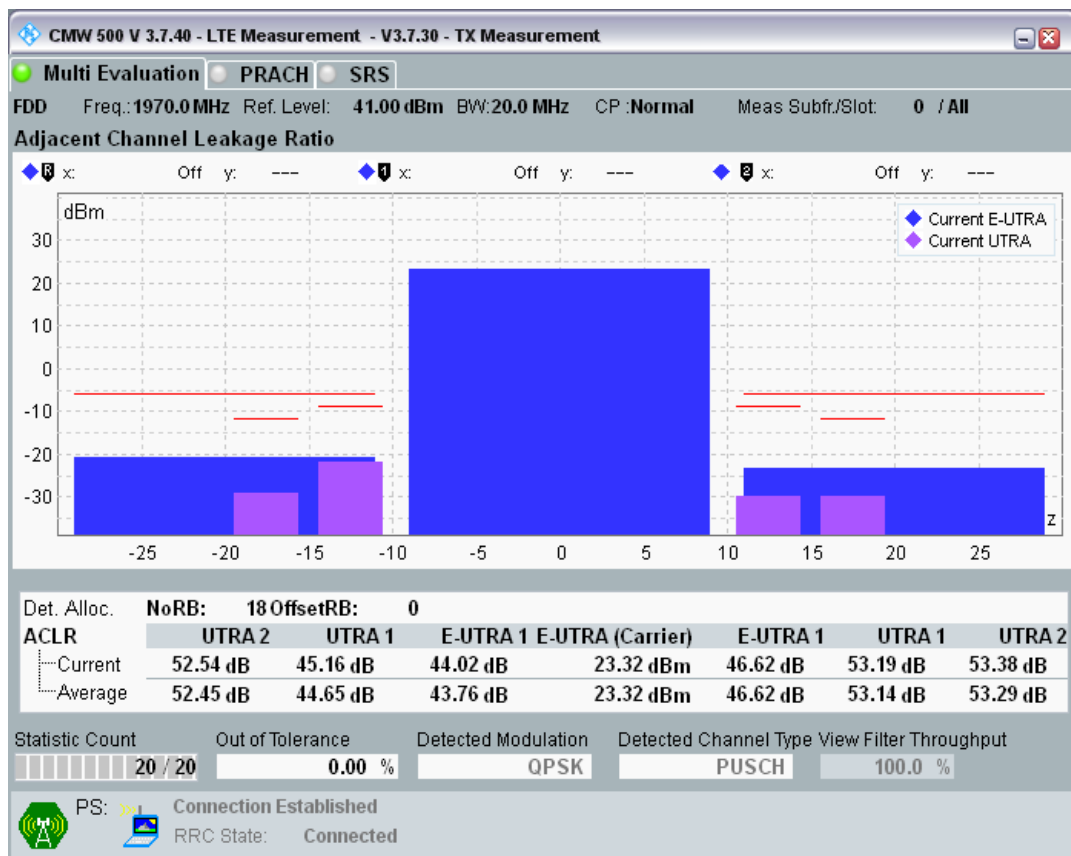 CMW 500 V 3.7.40 - LTE Measurement - V3.7.30 - TX Measurement
Multi Evaluation PRACH SRS
FDD Freq.:1970.0 MHz Ref. Level: 41.00 dBm BW:20.0 MHz CP :Normal Meas Subfr./Slot: 0 / All
Adjacent Channel Leakage Ratio
R x: Off y: --- 1 x: Off y: --- 2 x: Off y: ---
dBm
Current E-UTRA
Current UTRA
30
20
10
0
-10
-20
-30
z
-25 -20 -15 -10 -5 0 5 10 15 20 25
Det. Alloc. NoRB: 18 OffsetRB: 0
ACLR UTRA 2 UTRA 1 E-UTRA 1 E-UTRA (Carrier) E-UTRA 1 UTRA 1 UTRA 2
Current 52.54 dB 45.16 dB 44.02 dB 23.32 dBm 46.62 dB 53.19 dB 53.38 dB
Average 52.45 dB 44.65 dB 43.76 dB 23.32 dBm 46.62 dB 53.14 dB 53.29 dB
Statistic Count Out of Tolerance Detected Modulation Detected Channel Type View Filter Throughput
20 / 20 0.00 % QPSK PUSCH 100.0 %
PS: Connection Established
RRC State: Connected